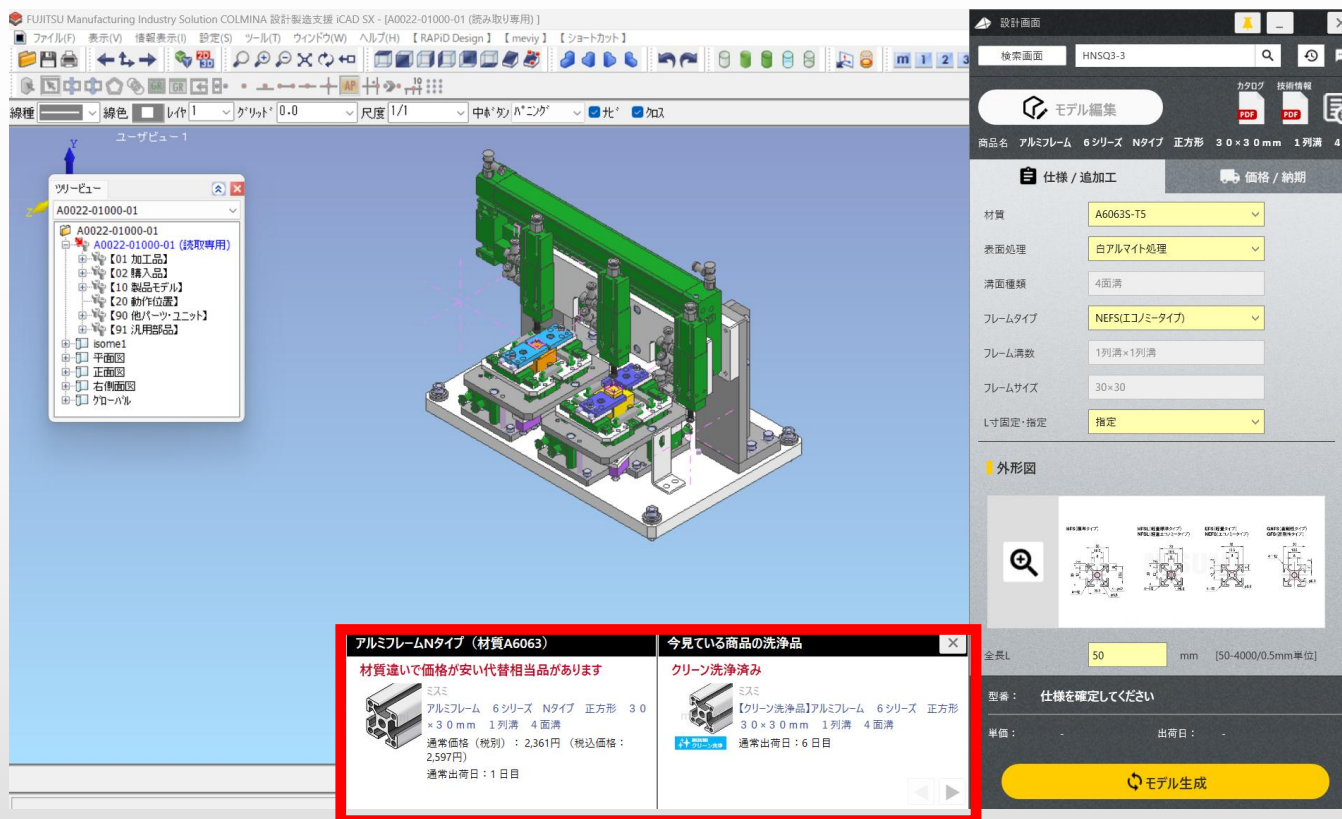 FUJITSU Manufacturing Industry Solution COLMINA 設計製造支援 iCAD SX - [A0022-01000-01 (読み取り専用) ]
ファイル(F) 表示(V) 情報表示(I) 設定(S) ツール(T) ウインドウ(W) ヘルプ(H) 【 RAPiD Design 】 【 meviy 】 【 ショートカット 】
2D
3D
m 1 2 3
GR GR AP 10
線種 線色 レイヤ 1 グリッド 0.0 尺度 1/1 中ボタン パニング サーチ クロス
ユーザビュー 1
Y
Z
ツリービュー
A0022-01000-01
A0022-01000-01
A0022-01000-01 (読取専用)
【01 加工品】
【02 購入品】
【10 製品モデル】
【20 動作位置】
【90 他パーツ・ユニット】
【91 汎用部品】
isome1
平面図
正面図
右側面図
グローバル
アルミフレームNタイプ（材質A6063）
材質違いで価格が安い代替相当品があります
ミスミ
アルミフレーム 6シリーズ Nタイプ 正方形 30
×30mm 1列溝 4面溝
通常価格（税別）：2,361円 （税込価格：
2,597円）
通常出荷日：1日目
今見ている商品の洗浄品
クリーン洗浄済み
ミスミ
【クリーン洗浄品】アルミフレーム 6シリーズ 正方形
30×30mm 1列溝 4面溝
クリーン洗浄
通常出荷日：6日目
設計画面
検索画面 HNSQ3-3
モデル編集
カタログ 技術情報
PDF PDF
商品名 アルミフレーム 6シリーズ Nタイプ 正方形 30×30mm 1列溝 4
仕様 / 追加工 価格 / 納期
材質 A6063S-T5
表面処理 白アルマイト処理
溝面種類 4面溝
フレームタイプ NEFS(エコノミータイプ)
フレーム溝数 1列溝×1列溝
フレームサイズ 30×30
L寸固定・指定 指定
外形図
全長L 50 mm [50-4000/0.5mm単位]
型番： 仕様を確定してください
単価： - 出荷日： -
モデル生成